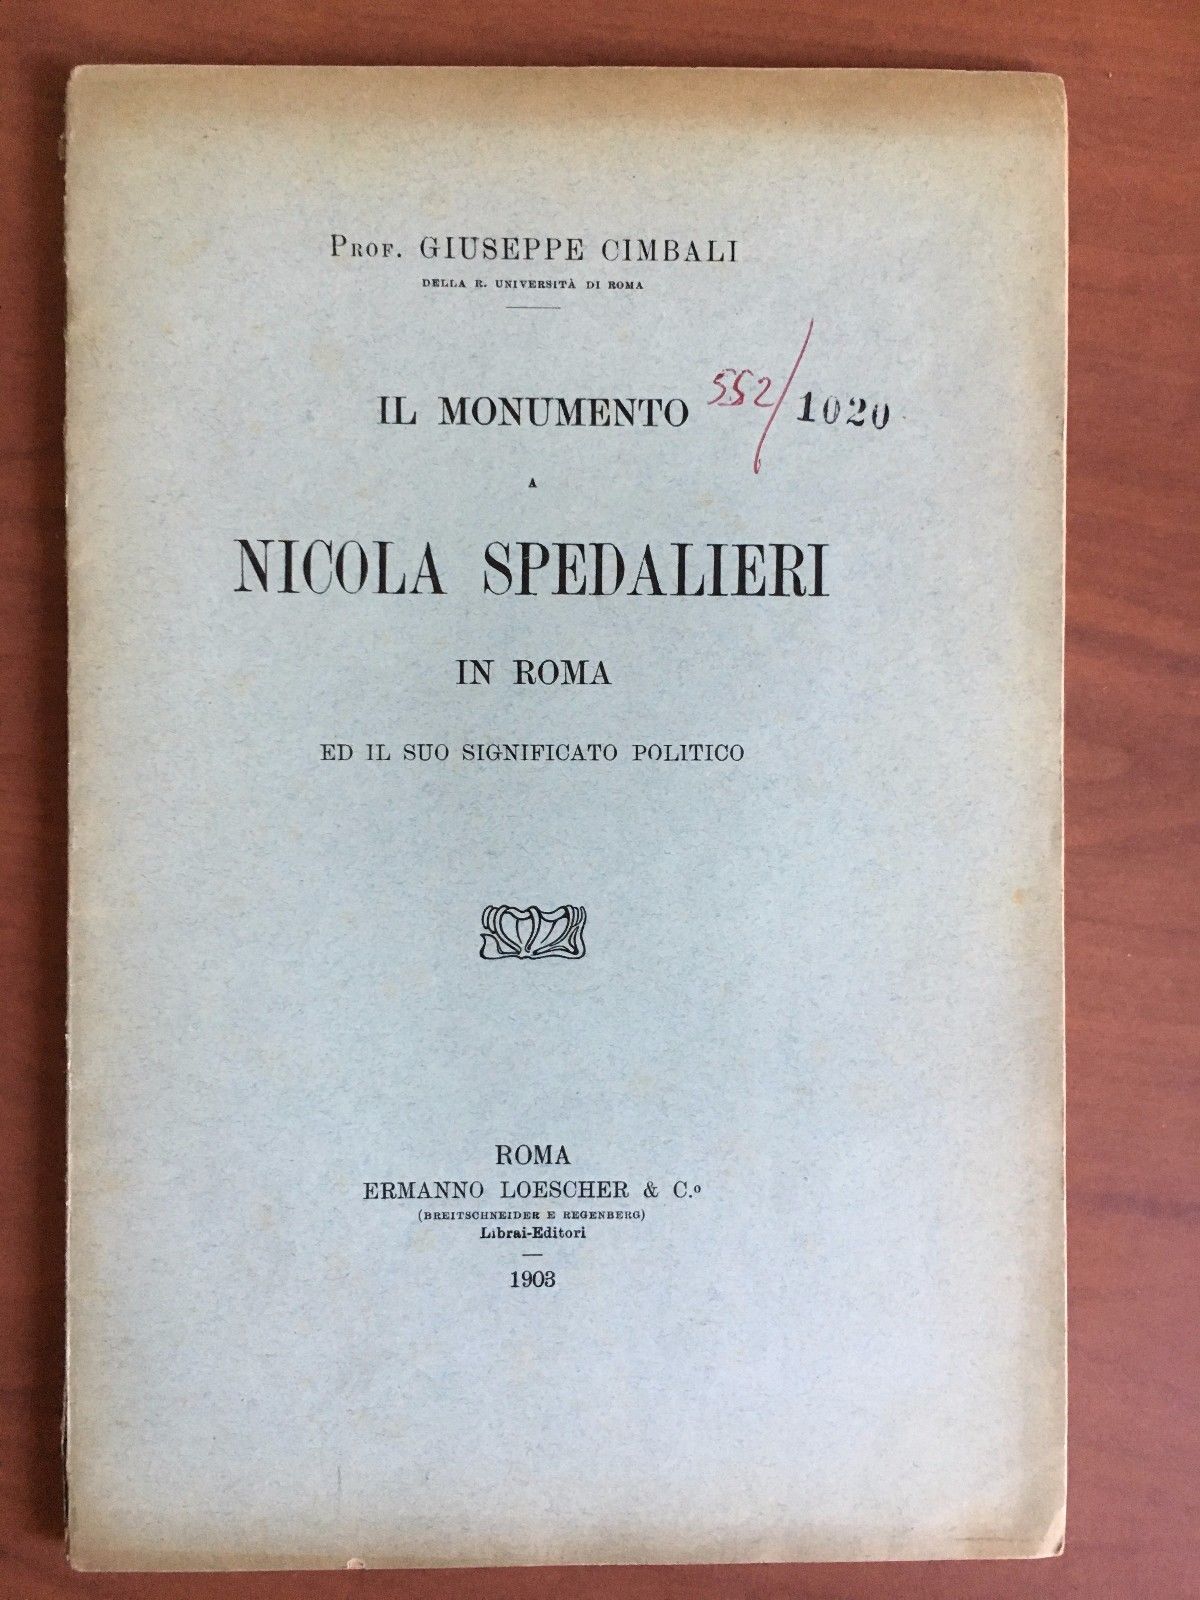 Prof. GIUSEPPE CIMBALI
DELLA R. UNIVERSITÀ DI ROMA
IL MONUMENTO
552/1020
A
NICOLA SPEDALIERI
IN ROMA
ED IL SUO SIGNIFICATO POLITICO
ROMA
ERMANNO LOESCHER & C.º
(BREITSCHNEIDER E REGENBERG)
Librai-Editori
1903